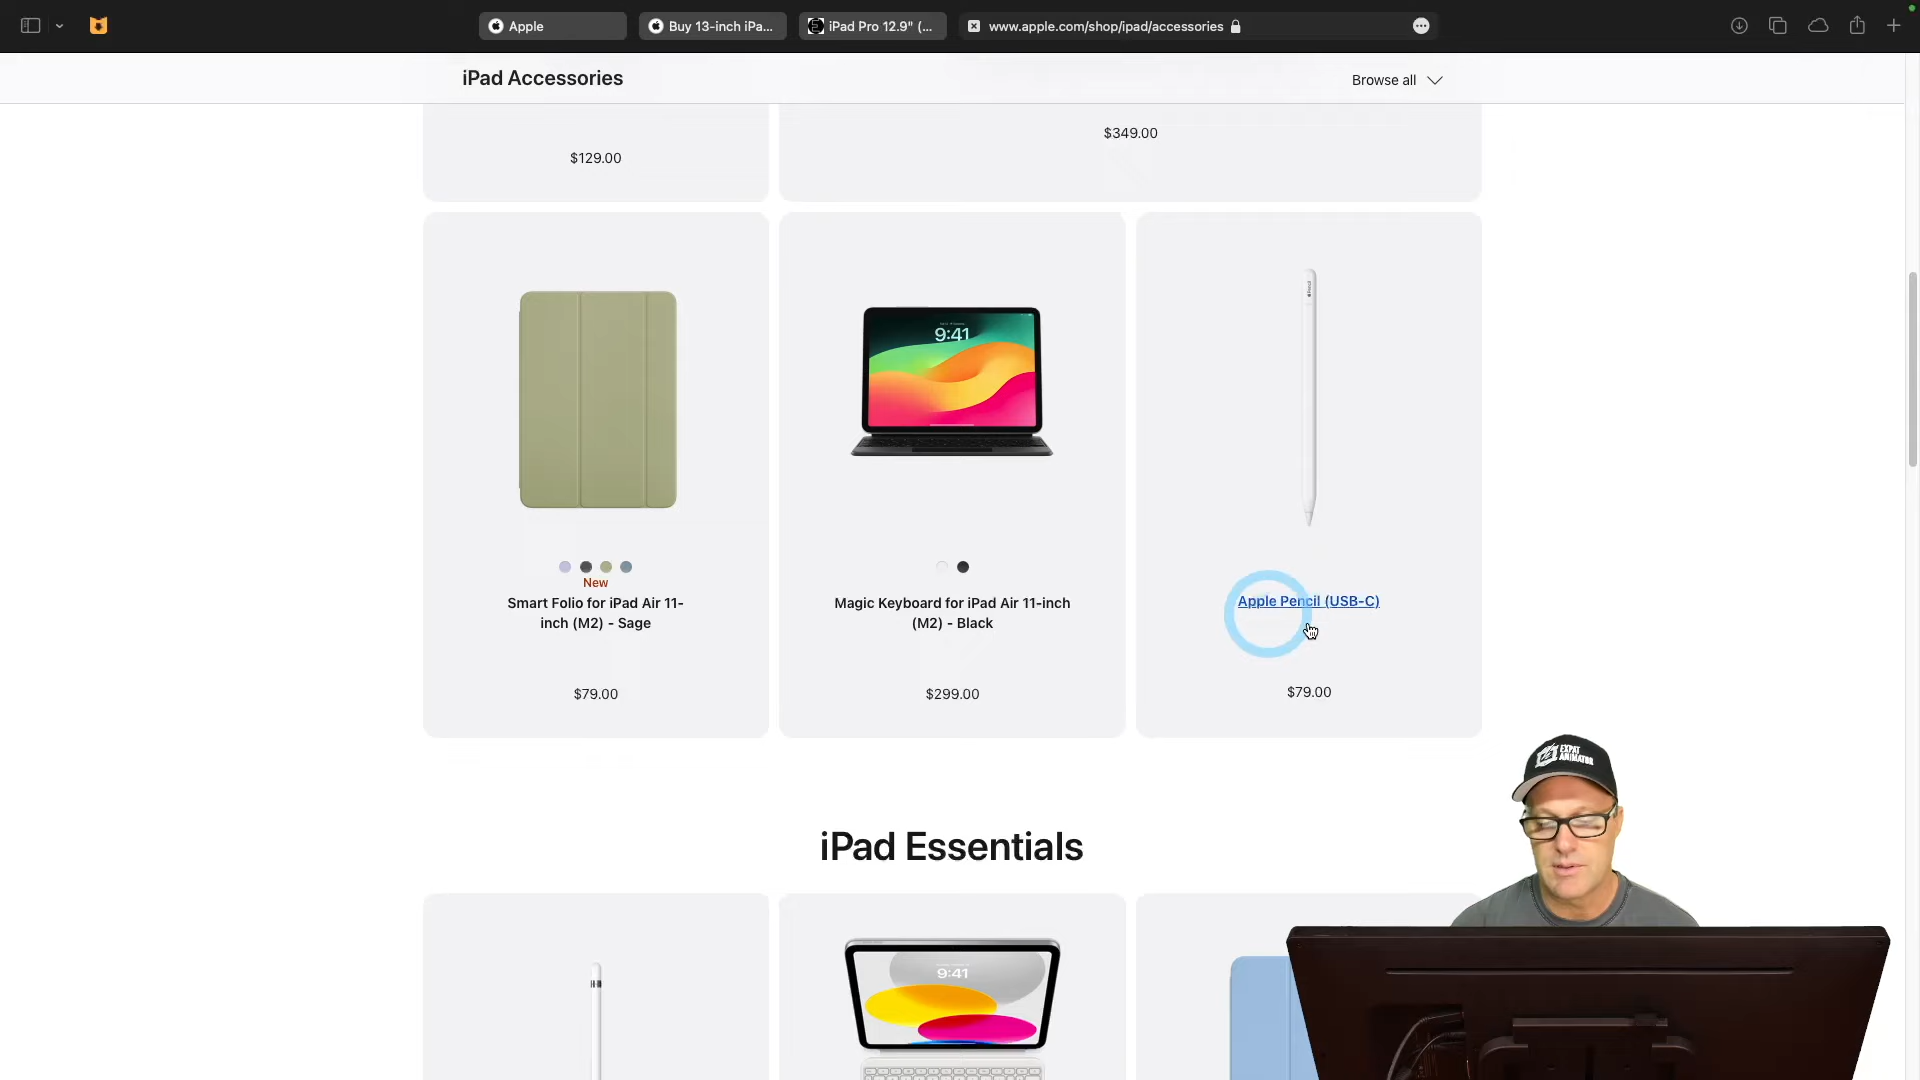 Apple
Buy 13-inch iPa...
iPad Pro 12.9" (...
www.apple.com/shop/ipad/accessories
iPad Accessories
Browse all
$129.00
$349.00
9:41
New
Smart Folio for iPad Air 11-
inch (M2) - Sage
$79.00
Magic Keyboard for iPad Air 11-inch
(M2) - Black
$299.00
Apple Pencil (USB-C)
$79.00
EXPAT
ANIMATOR
iPad Essentials
9:41